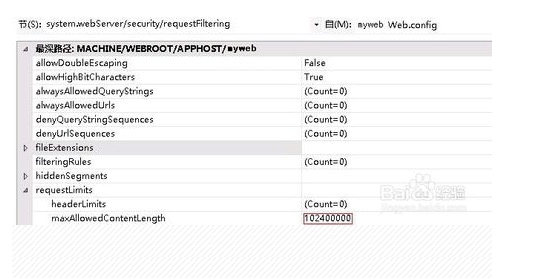 节(S): system.webServer/security/requestFiltering 自(M): myweb Web.config
最深路径: MACHINE/WEBROOT/APPHOST/myweb
allowDoubleEscaping False
allowHighBitCharacters True
alwaysAllowedQueryStrings (Count=0)
alwaysAllowedUrls (Count=0)
denyQueryStringSequences (Count=0)
denyUrlSequences (Count=0)
fileExtensions
filteringRules (Count=0)
hiddenSegments
requestLimits
headerLimits (Count=0)
maxAllowedContentLength 102400000
Bai 经验